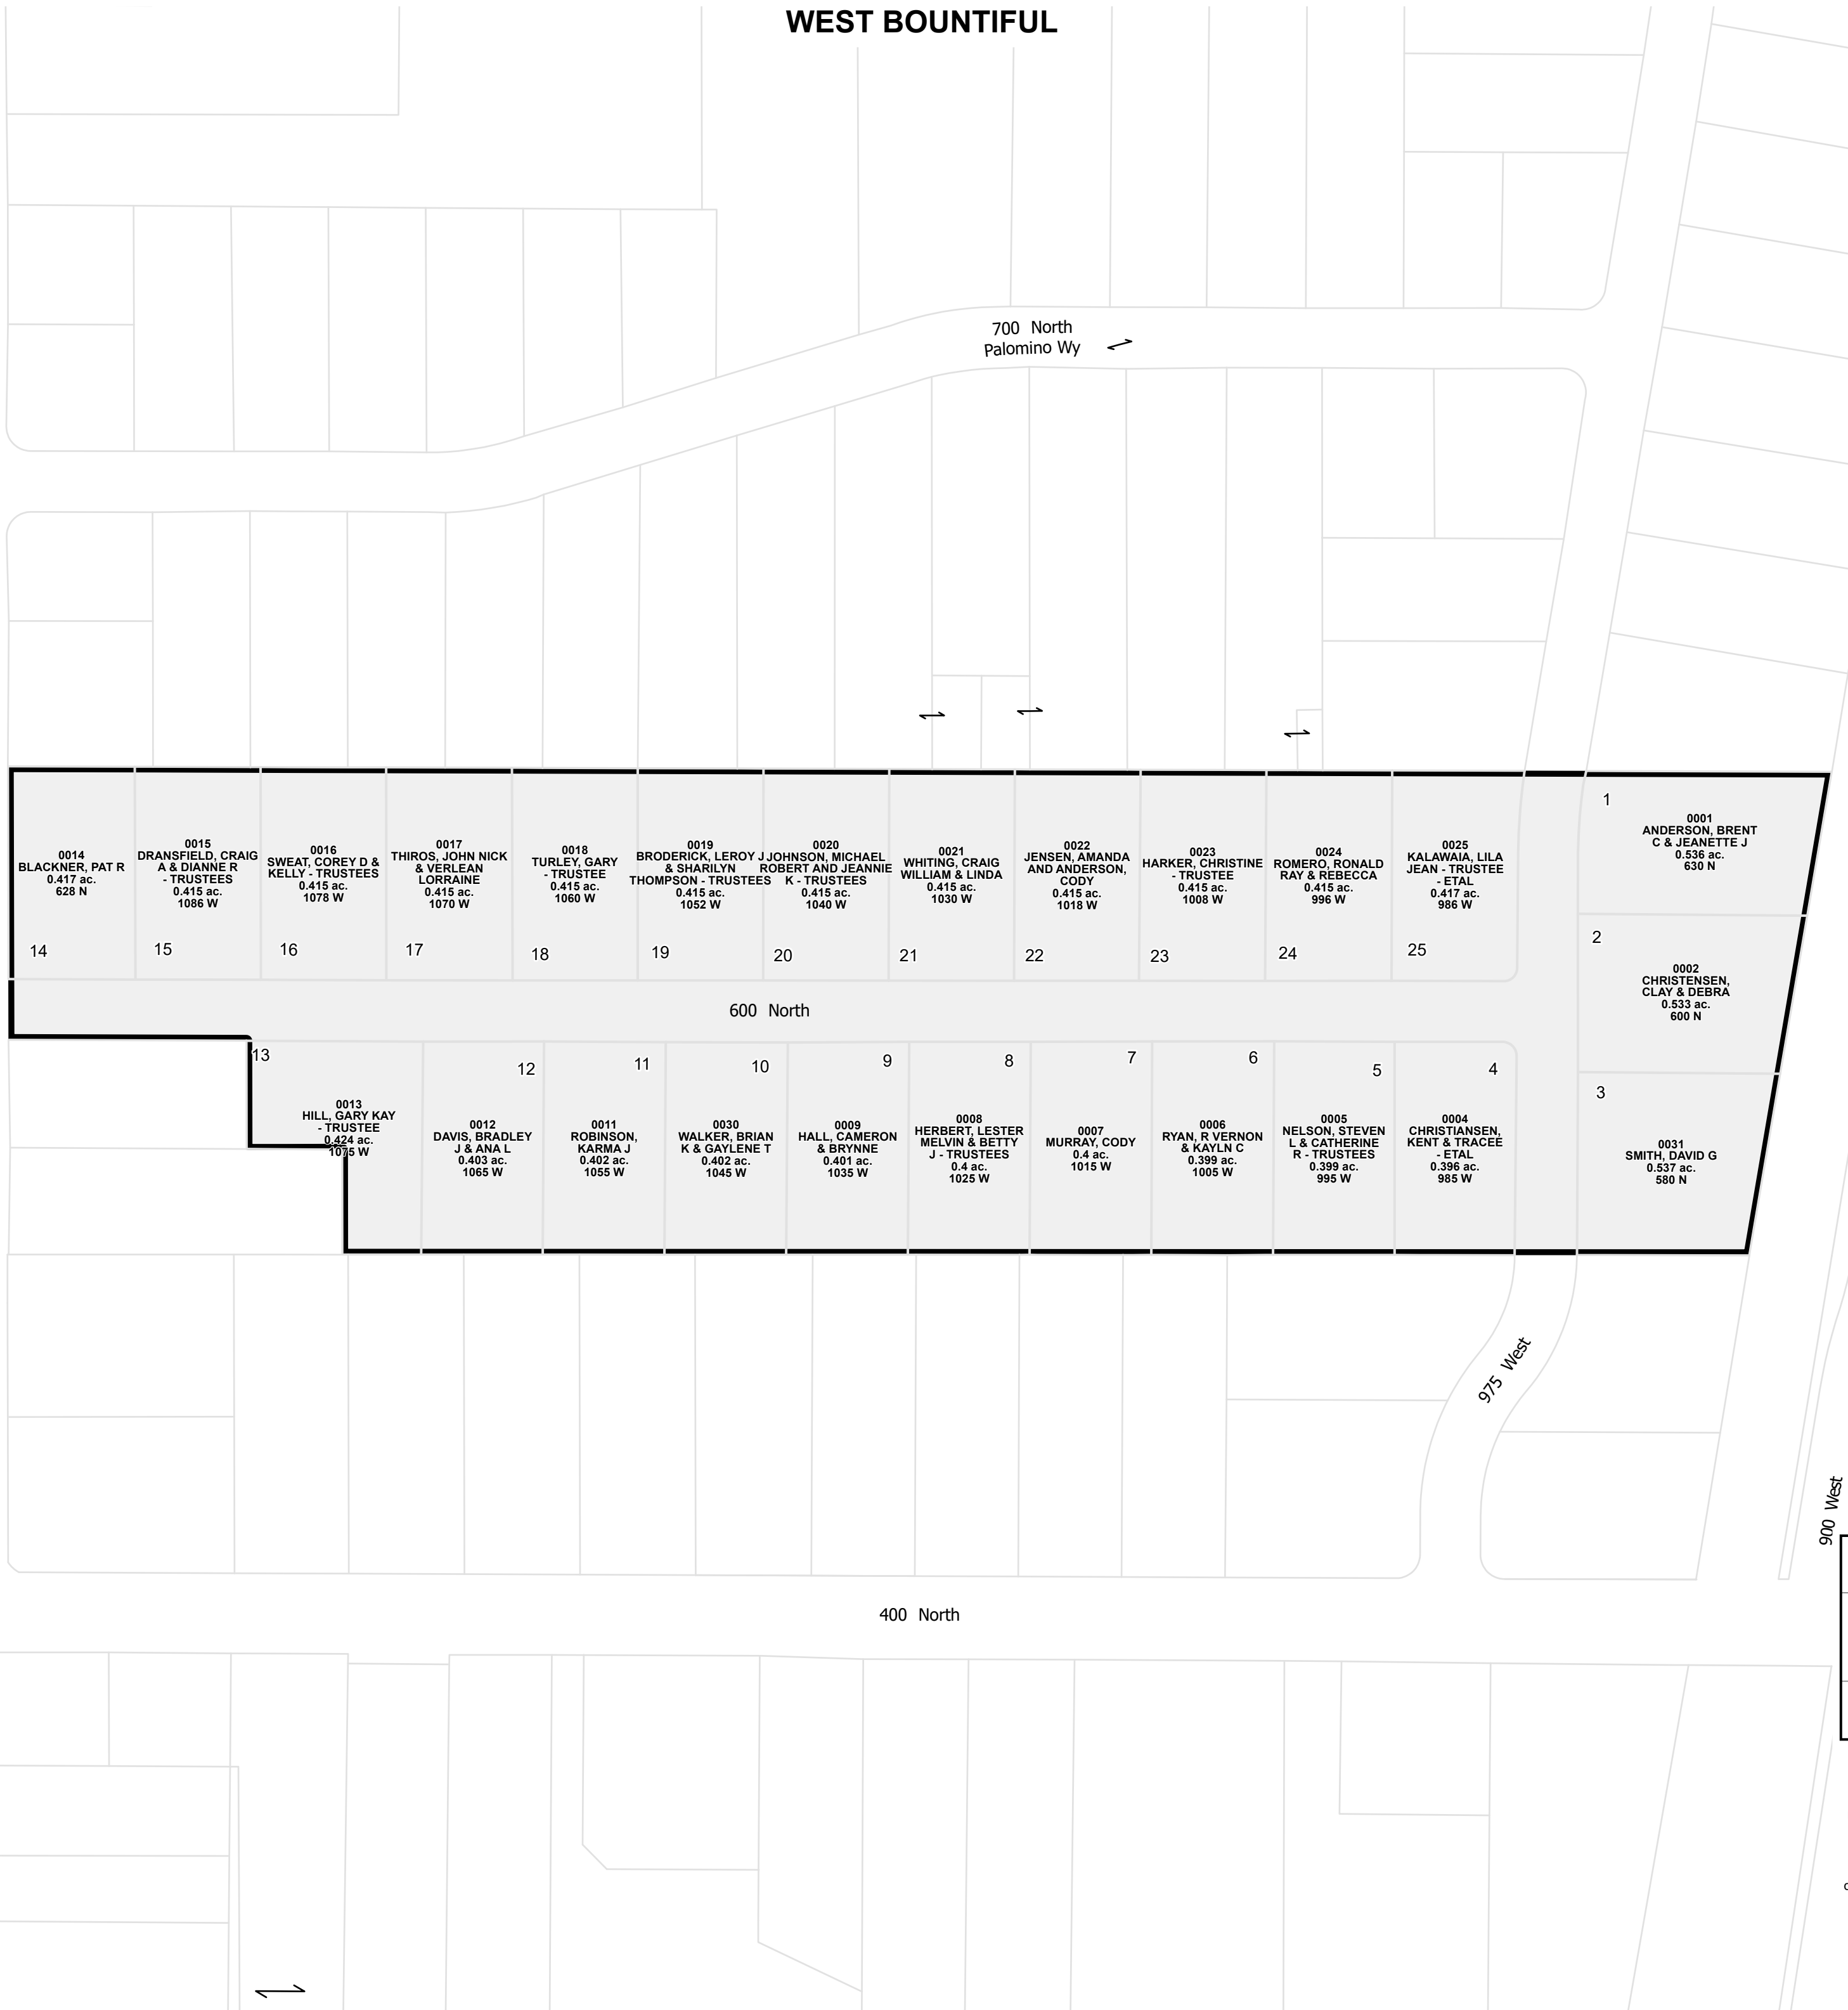 WEST BOUNTIFUL
700 North
Palomino Wy
0014
BLACKNER, PAT R
0.417 ac.
628 N
14
0015
DRANSFIELD, CRAIG
A & DIANNE R
- TRUSTEES
0.415 ac.
1086 W
15
0016
SWEAT, COREY D &
KELLY - TRUSTEES
0.415 ac.
1078 W
16
0017
THIROS, JOHN NICK
& VERLEAN
LORRAINE
0.415 ac.
1070 W
17
0018
TURLEY, GARY
- TRUSTEE
0.415 ac.
1060 W
18
0019
BRODERICK, LEROY J
& SHARILYN
THOMPSON - TRUSTEES
0.415 ac.
1052 W
19
0020
JOHNSON, MICHAEL
ROBERT AND JEANNIE
K - TRUSTEES
0.415 ac.
1040 W
20
0021
WHITING, CRAIG
WILLIAM & LINDA
0.415 ac.
1030 W
21
0022
JENSEN, AMANDA
AND ANDERSON,
CODY
0.415 ac.
1018 W
22
0023
HARKER, CHRISTINE
- TRUSTEE
0.415 ac.
1008 W
23
0024
ROMERO, RONALD
RAY & REBECCA
0.415 ac.
996 W
24
0025
KALAWAIA, LILA
JEAN - TRUSTEE
- ETAL
0.417 ac.
986 W
25
1
0001
ANDERSON, BRENT
C & JEANETTE J
0.536 ac.
630 N
2
0002
CHRISTENSEN,
CLAY & DEBRA
0.533 ac.
600 N
600 North
13
0013
HILL, GARY KAY
- TRUSTEE
0.424 ac.
1075 W
12
0012
DAVIS, BRADLEY
J & ANA L
0.403 ac.
1065 W
11
0011
ROBINSON,
KARMA J
0.402 ac.
1055 W
10
0030
WALKER, BRIAN
K & GAYLENE T
0.402 ac.
1045 W
9
0009
HALL, CAMERON
& BRYNNE
0.401 ac.
1035 W
8
0008
HERBERT, LESTER
MELVIN & BETTY
J - TRUSTEES
0.4 ac.
1025 W
7
0007
MURRAY, CODY
0.4 ac.
1015 W
6
0006
RYAN, R VERNON
& KAYLN C
0.399 ac.
1005 W
5
0005
NELSON, STEVEN
L & CATHERINE
R - TRUSTEES
0.399 ac.
995 W
4
0004
CHRISTIANSEN,
KENT & TRACEE
- ETAL
0.396 ac.
985 W
3
0031
SMITH, DAVID G
0.537 ac.
580 N
975 West
900 West
400 North